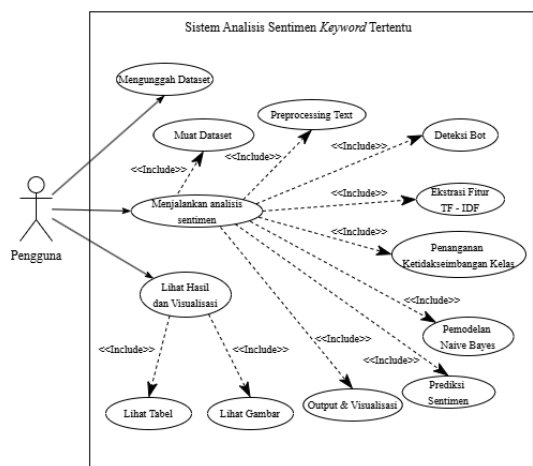 Sistem Analisis Sentimen Keyword Tertentu
Mengunggah Dataset
Muat Dataset
Preprocessing Text
Deteksi Bot
<<Include>>
<<Include>>
<<Include>>
<<Include>>
Ekstrasi Fitur
TF - IDF
Menjalankan analisis
sentimen
<<Include>>
Penanganan
Ketidakseimbangan Kelas
Pengguna
Lihat Hasil
dan Visualisasi
<<Include>>
Pemodelan
Naive Bayes
<<Include>>
<<Include>>
<<Include>>
<<Include>>
Prediksi
Sentimen
Lihat Tabel
Lihat Gambar
Output & Visualisasi